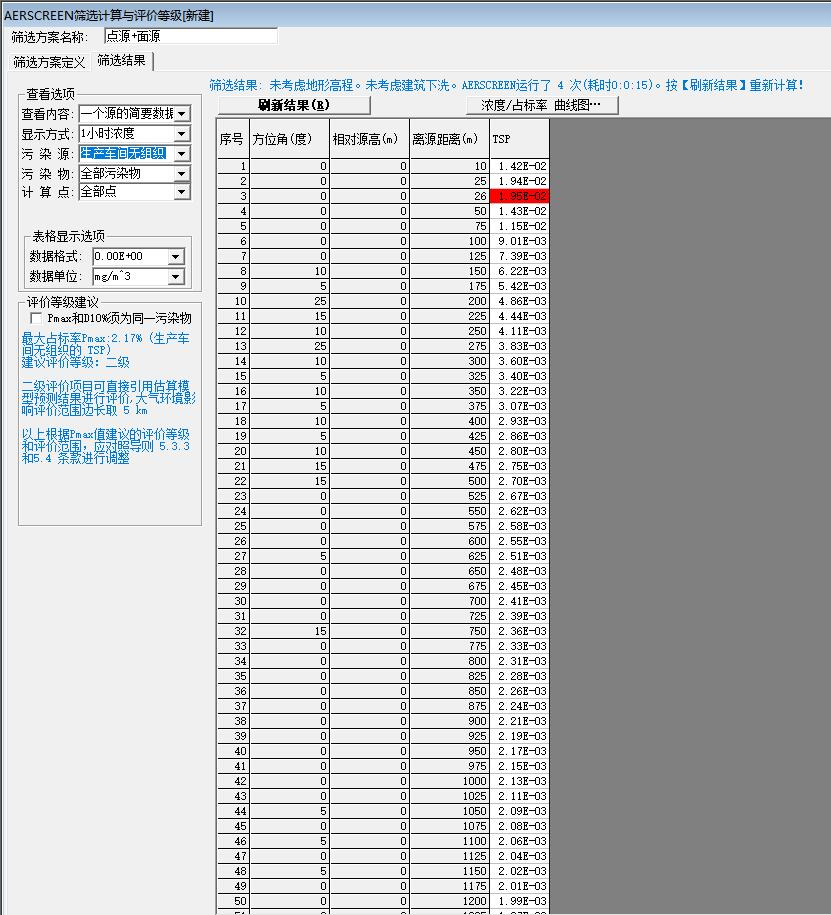 AERSCREEN筛选计算与评价等级[新建]
筛选方案名称: 点源+面源
筛选方案定义 筛选结果
筛选结果: 未考虑地形高程。未考虑建筑下洗。AERSCREEN运行了 4 次(耗时0:0:15)。按【刷新结果】重新计算!
刷新结果(R) 浓度/占标率 曲线图…
查看选项
查看内容: 一个源的简要数据
显示方式: 1小时浓度
污 染 源: 生产车间无组织
污 染 物: 全部污染物
计 算 点: 全部点
表格显示选项
数据格式: 0.00E+00
数据单位: mg/m^3
评价等级建议
Pmax和D10%须为同一污染物
最大占标率Pmax:2.17% (生产车
间无组织的 TSP)
建议评价等级: 二级
二级评价项目可直接引用估算模
型预测结果进行评价,大气环境影
响评价范围边长取 5 km
以上根据Pmax值建议的评价等级
和评价范围, 应对照导则 5.3.3
和5.4 条款进行调整
序号 方位角(度) 相对源高(m) 离源距离(m) TSP
1 0 0 10 1.42E-02
2 0 0 25 1.94E-02
3 0 0 26 1.95E-02
4 0 0 50 1.43E-02
5 0 0 75 1.15E-02
6 0 0 100 9.01E-03
7 0 0 125 7.39E-03
8 10 0 150 6.22E-03
9 5 0 175 5.42E-03
10 25 0 200 4.86E-03
11 15 0 225 4.44E-03
12 10 0 250 4.11E-03
13 25 0 275 3.83E-03
14 10 0 300 3.60E-03
15 5 0 325 3.40E-03
16 10 0 350 3.22E-03
17 5 0 375 3.07E-03
18 10 0 400 2.93E-03
19 5 0 425 2.86E-03
20 10 0 450 2.80E-03
21 15 0 475 2.75E-03
22 15 0 500 2.70E-03
23 0 0 525 2.67E-03
24 0 0 550 2.62E-03
25 0 0 575 2.58E-03
26 0 0 600 2.55E-03
27 5 0 625 2.51E-03
28 0 0 650 2.48E-03
29 0 0 675 2.45E-03
30 0 0 700 2.41E-03
31 0 0 725 2.39E-03
32 15 0 750 2.36E-03
33 0 0 775 2.33E-03
34 0 0 800 2.31E-03
35 0 0 825 2.28E-03
36 0 0 850 2.26E-03
37 0 0 875 2.24E-03
38 0 0 900 2.21E-03
39 0 0 925 2.19E-03
40 0 0 950 2.17E-03
41 0 0 975 2.15E-03
42 0 0 1000 2.13E-03
43 0 0 1025 2.11E-03
44 5 0 1050 2.09E-03
45 0 0 1075 2.08E-03
46 5 0 1100 2.06E-03
47 0 0 1125 2.04E-03
48 5 0 1150 2.02E-03
49 0 0 1175 2.01E-03
50 0 0 1200 1.99E-03